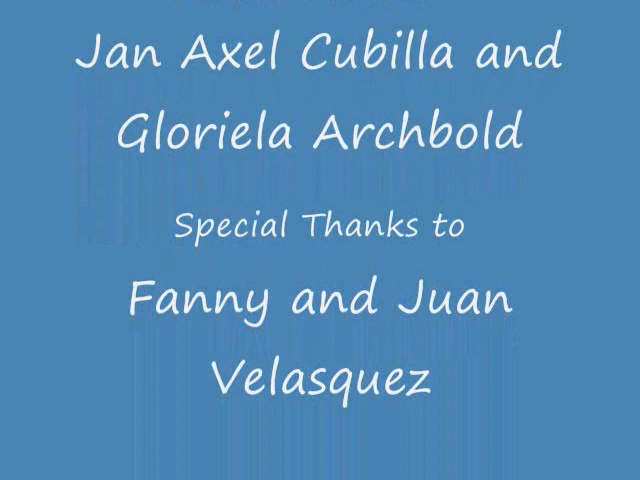 Jan Axel Cubilla and
Gloriela Archbold
Special Thanks to
Fanny and Juan
Velasquez